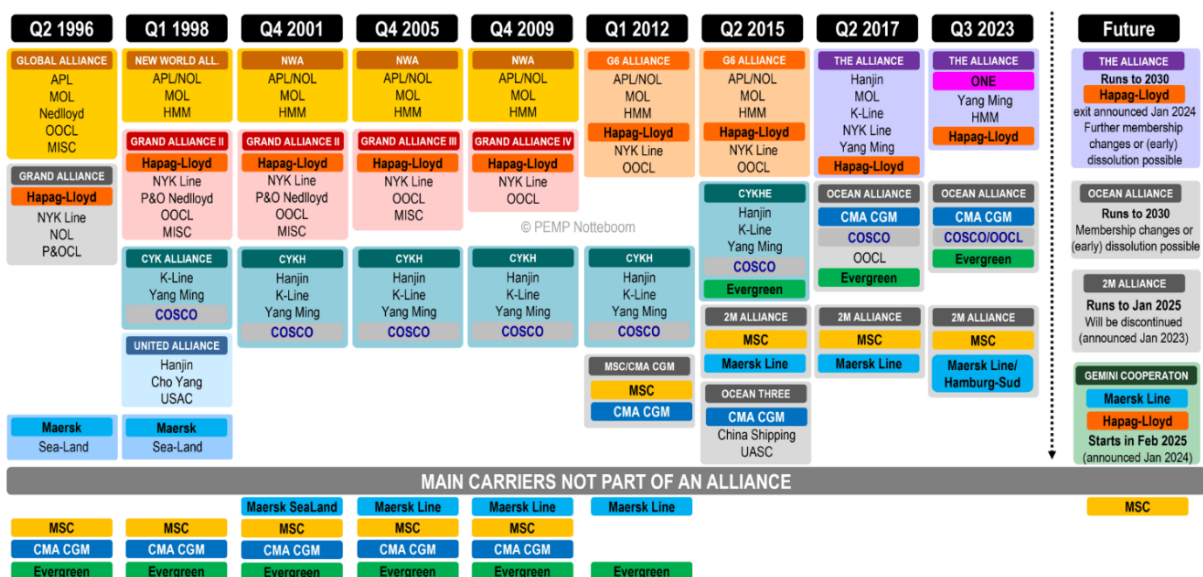 Q2 1996
Q1 1998
Q4 2001
Q4 2005
Q4 2009
Q1 2012
Q2 2015
Q2 2017
Q3 2023
Future
GLOBAL ALLIANCE
APL
MOL
Nedlloyd
OOCL
MISC
GRAND ALLIANCE
Hapag-Lloyd
NYK Line
NOL
P&OCL
Maersk
Sea-Land
NEW WORLD ALL.
APL/NOL
MOL
HMM
GRAND ALLIANCE II
Hapag-Lloyd
NYK Line
P&O Nedlloyd
OOCL
MISC
CYK ALLIANCE
K-Line
Yang Ming
COSCO
UNITED ALLIANCE
Hanjin
Cho Yang
USAC
Maersk
Sea-Land
NWA
APL/NOL
MOL
HMM
GRAND ALLIANCE II
Hapag-Lloyd
NYK Line
P&O Nedlloyd
OOCL
MISC
CYKH
Hanjin
K-Line
Yang Ming
COSCO
NWA
APL/NOL
MOL
HMM
GRAND ALLIANCE III
Hapag-Lloyd
NYK Line
OOCL
MISC
CYKH
Hanjin
K-Line
Yang Ming
COSCO
NWA
APL/NOL
MOL
HMM
GRAND ALLIANCE IV
Hapag-Lloyd
NYK Line
OOCL
CYKH
Hanjin
K-Line
Yang Ming
COSCO
G6 ALLIANCE
APL/NOL
MOL
HMM
Hapag-Lloyd
NYK Line
OOCL
© PEMP Notteboom
CYKH
Hanjin
K-Line
Yang Ming
COSCO
MSC/CMA CGM
MSC
CMA CGM
G6 ALLIANCE
APL/NOL
MOL
HMM
Hapag-Lloyd
NYK Line
OOCL
CYKHE
Hanjin
K-Line
Yang Ming
COSCO
Evergreen
2M ALLIANCE
MSC
Maersk Line
OCEAN THREE
CMA CGM
China Shipping
UASC
THE ALLIANCE
Hanjin
MOL
K-Line
NYK Line
Yang Ming
Hapag-Lloyd
OCEAN ALLIANCE
CMA CGM
COSCO
OOCL
Evergreen
2M ALLIANCE
MSC
Maersk Line
THE ALLIANCE
ONE
Yang Ming
HMM
Hapag-Lloyd
OCEAN ALLIANCE
CMA CGM
COSCO/OOCL
Evergreen
2M ALLIANCE
MSC
Maersk Line/
Hamburg-Sud
THE ALLIANCE
Runs to 2030
Hapag-Lloyd
exit announced Jan 2024
Further membership
changes or (early)
dissolution possible
OCEAN ALLIANCE
Runs to 2030
Membership changes or
(early) dissolution possible
2M ALLIANCE
Runs to Jan 2025
Will be discontinued
(announced Jan 2023)
GEMINI COOPERATON
Maersk Line
Hapag-Lloyd
Starts in Feb 2025
(announced Jan 2024)
MAIN CARRIERS NOT PART OF AN ALLIANCE
Maersk SeaLand
Maersk Line
Maersk Line
Maersk Line
MSC
MSC
MSC
MSC
MSC
MSC
CMA CGM
CMA CGM
CMA CGM
CMA CGM
CMA CGM
Evergreen
Evergreen
Evergreen
Evergreen
Evergreen
Evergreen